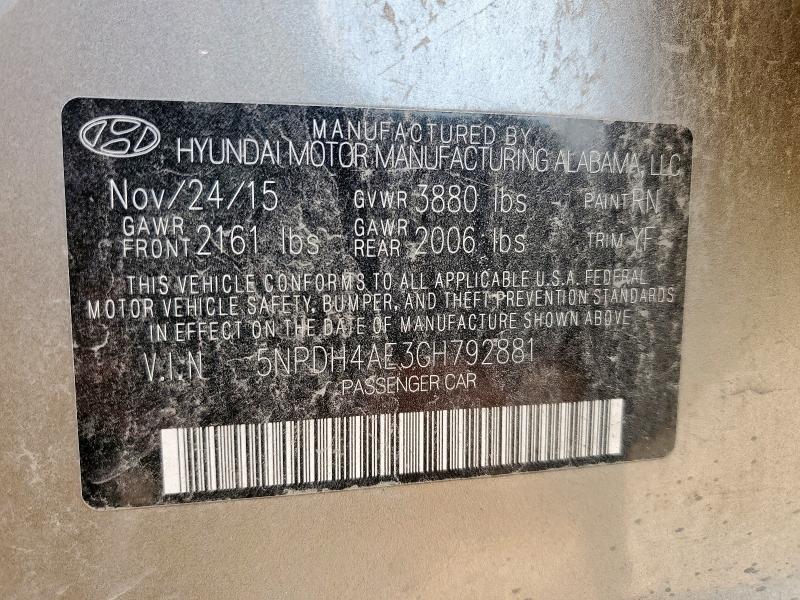 MANUFACTURED BY
HYUNDAI MOTOR MANUFACTURING ALABAMA, LLC
Nov/24/15 GVWR 3880 lbs PAINT RN
GAWR FRONT 2161 lbs GAWR REAR 2006 lbs TRIM YF
THIS VEHICLE CONFORMS TO ALL APPLICABLE U.S.A. FEDERAL
MOTOR VEHICLE SAFETY, BUMPER, AND THEFT PREVENTION STANDARDS
IN EFFECT ON THE DATE OF MANUFACTURE SHOWN ABOVE.
V.I.N 5NPDH4AE3GH792881
PASSENGER CAR